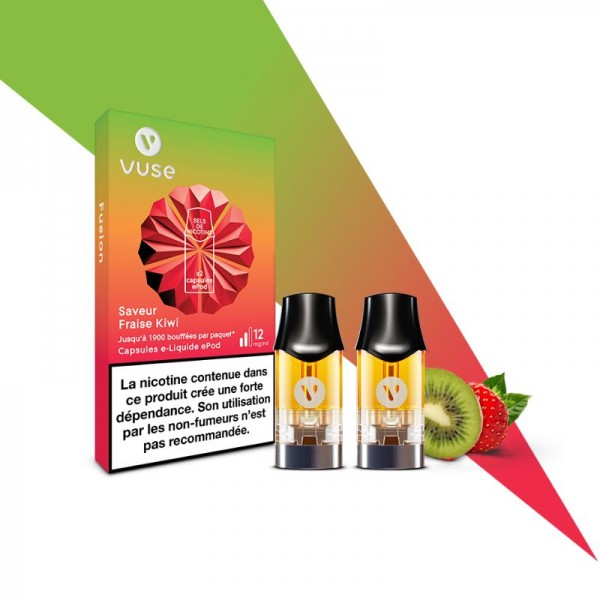 VUSE
Fusion
SELS
DE
NICOTINE
x2
capsules
ePod
Saveur
Fraise Kiwi
Jusqu'à 1900 bouffées par paquet*
Capsules e-Liquide ePod
12
mg/ml
La nicotine contenue dans
ce produit crée une forte
dépendance. Son utilisation
par les non-fumeurs n'est
pas recommandée.